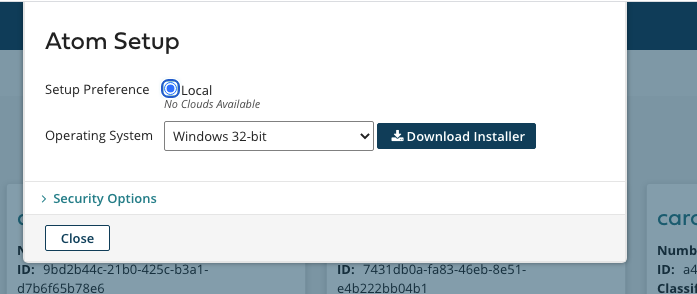 Atom Setup
Setup Preference Local
No Clouds Available
Operating System Windows 32-bit Download Installer
Security Options
Close
ID: 9bd2b44c-21b0-425c-b3a1-
d7b6f65b78e6
ID: 7431db0a-fa83-46eb-8e51-
e4b222bb04b1
carc
Numb
ID: a4
Classif